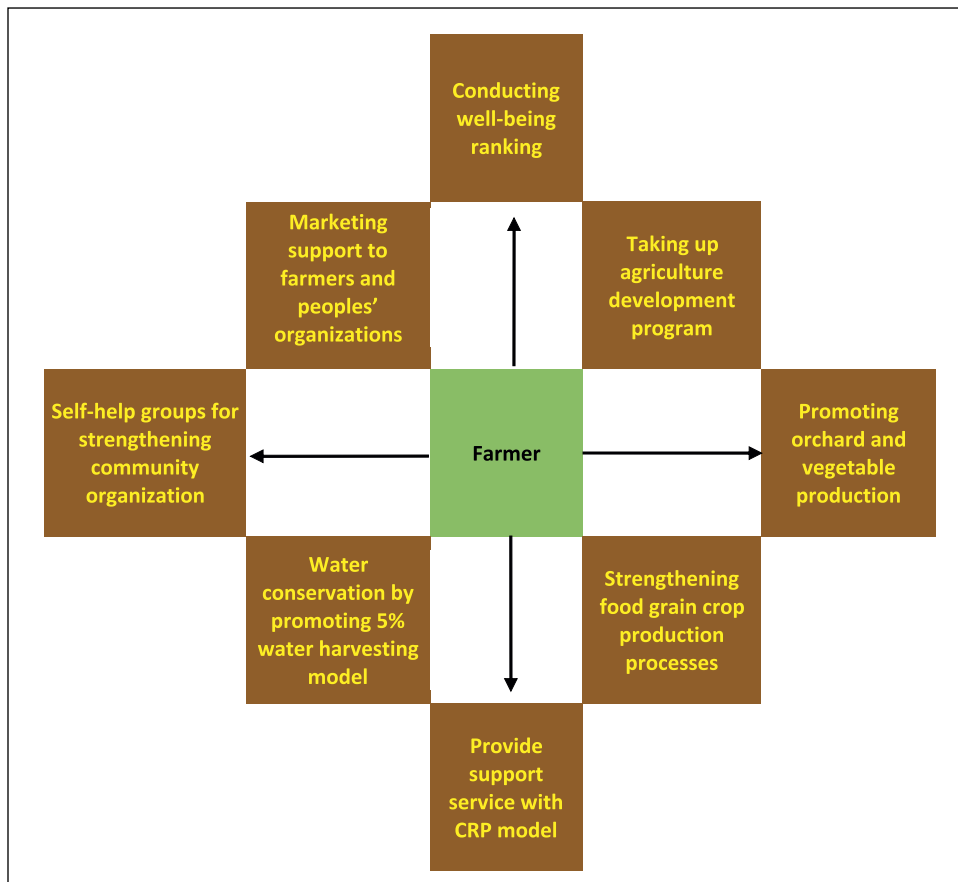 Conducting
well-being
ranking
Marketing
support to
farmers and
peoples’
organizations
Taking up
agriculture
development
program
Self-help groups for
strengthening
community
organization
Farmer
Promoting
orchard and
vegetable
production
Water
conservation by
promoting 5%
water harvesting
model
Strengthening
food grain crop
production
processes
Provide
support
service with
CRP model